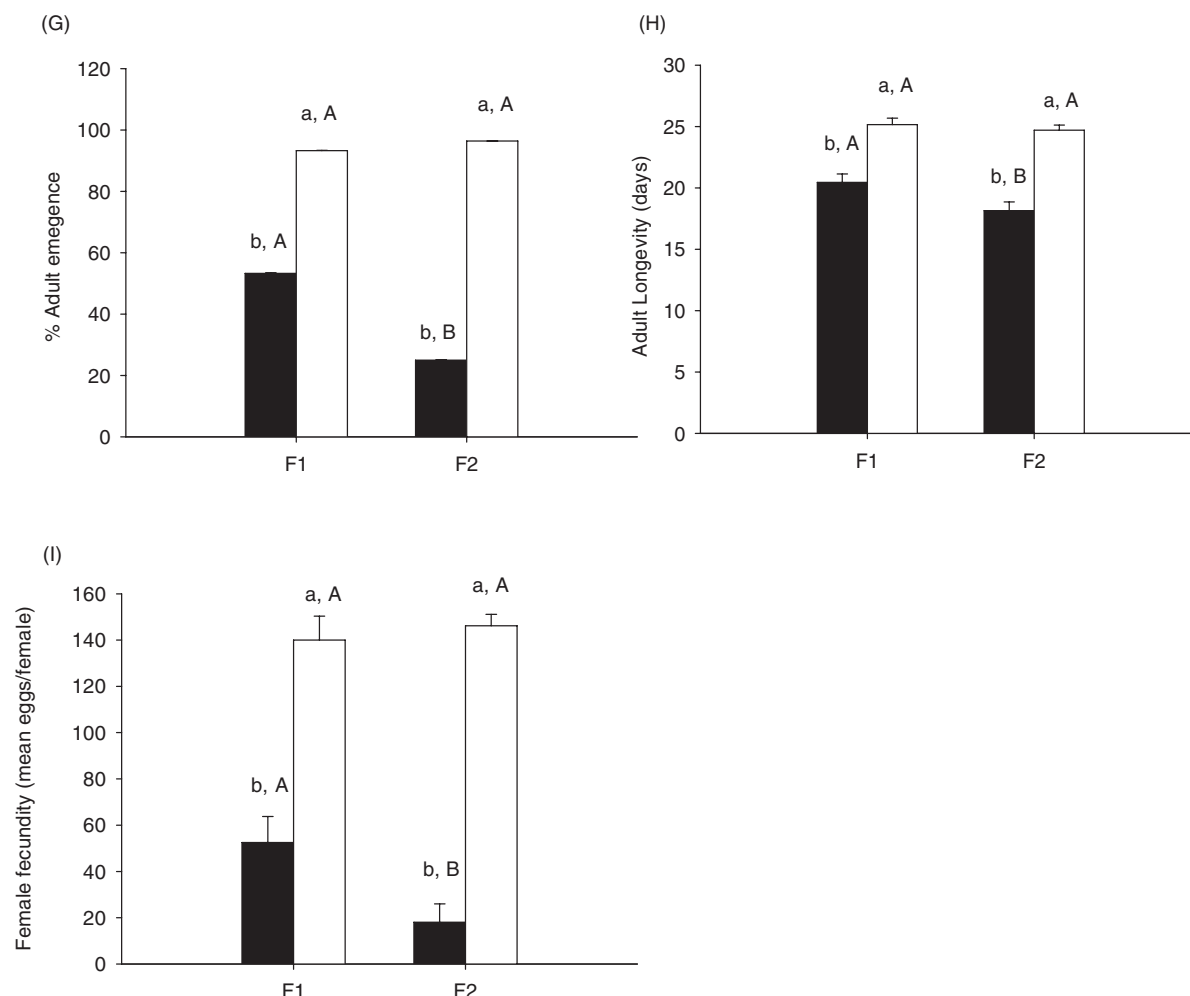 (G)
% Adult emegence
120
100
80
60
40
20
0
b, A
a, A
b, B
a, A
F1
F2
(H)
Adult Longevity (days)
30
25
20
15
10
5
0
b, A
a, A
b, B
a, A
F1
F2
(I)
Female fecundity (mean eggs/female)
160
140
120
100
80
60
40
20
0
b, A
a, A
b, B
a, A
F1
F2